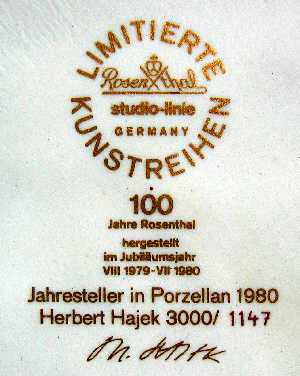 LIMITIERTE
Rosenthal
studio-linie
GERMANY
KUNSTREIHEN
100
Jahre Rosenthal
hergestellt
im Jubiläumsjahr
VIII 1979-VII 1980
Jahresteller in Porzellan 1980
Herbert Hajek 3000/ 1147